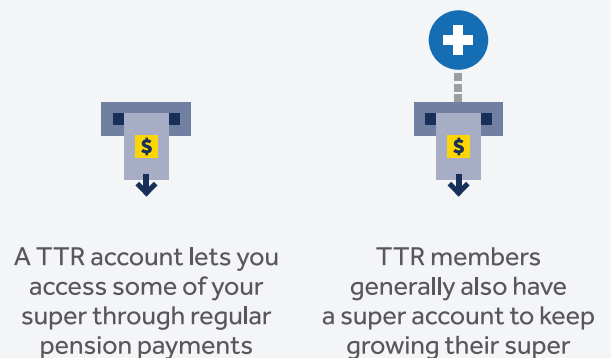 $
$
A TTR account lets you
access some of your
super through regular
pension payments
TTR members
generally also have
a super account to keep
growing their super